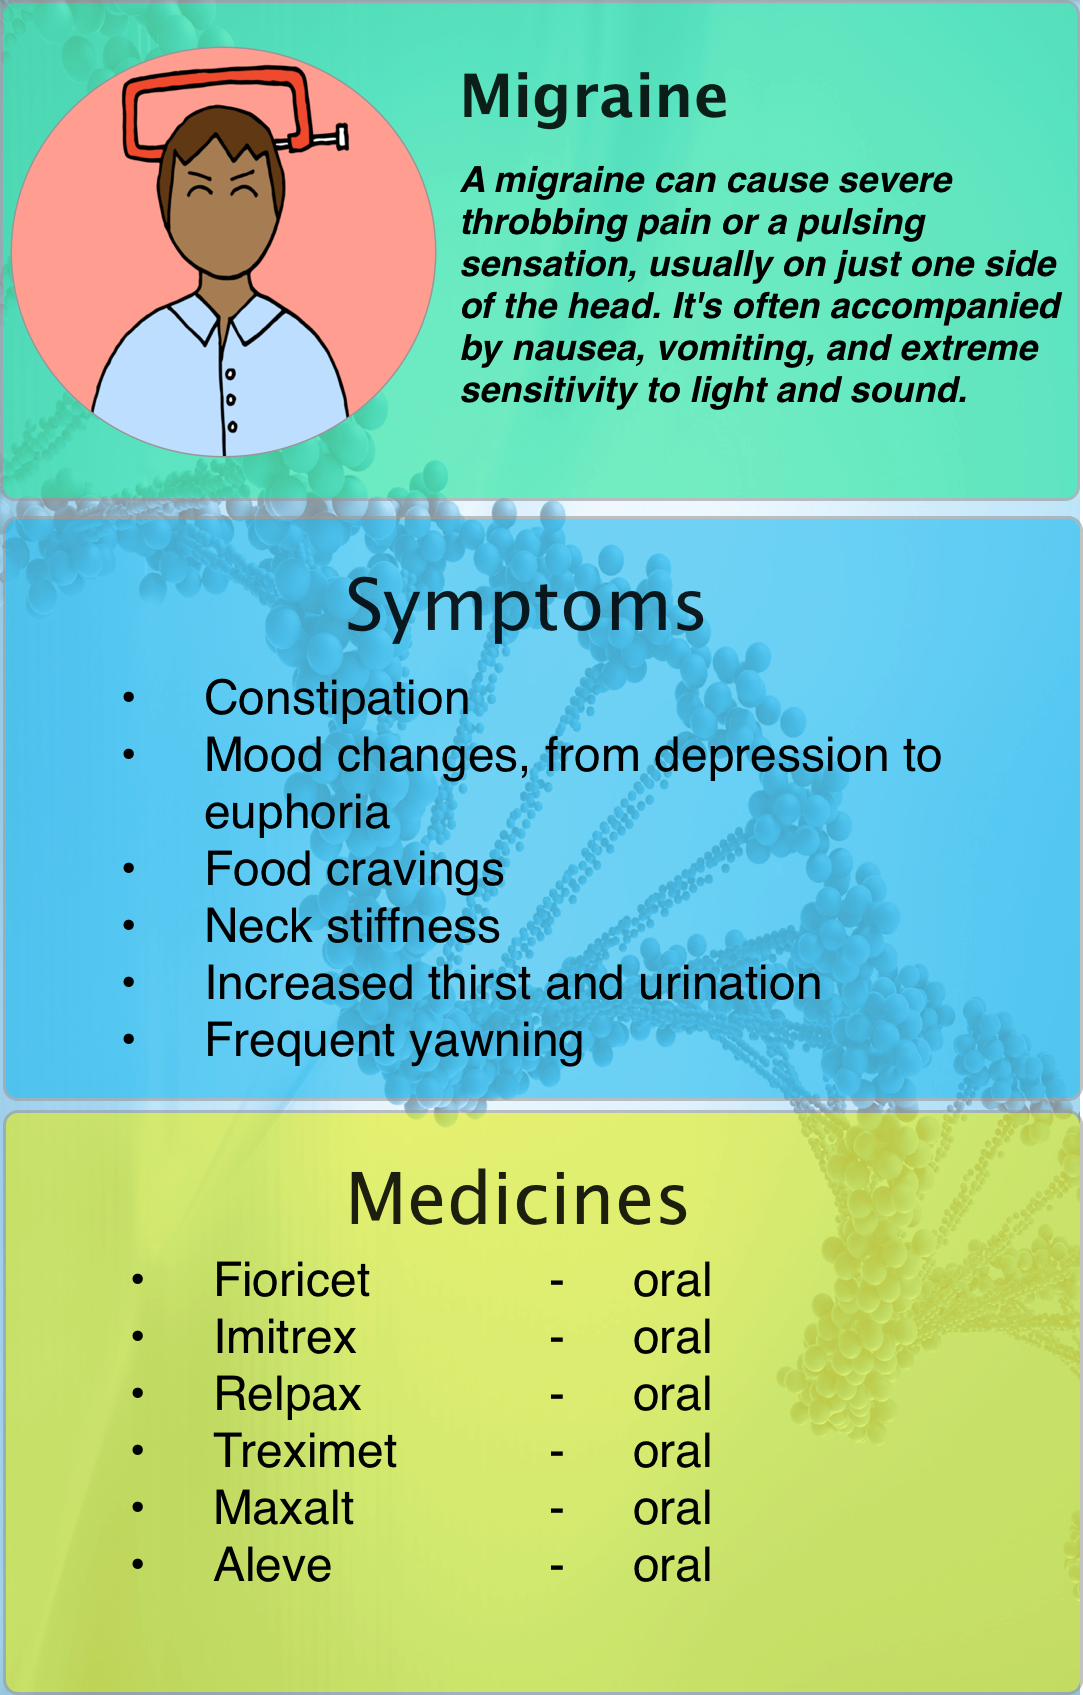 Migraine
A migraine can cause severe
throbbing pain or a pulsing
sensation, usually on just one side
of the head. It's often accompanied
by nausea, vomiting, and extreme
sensitivity to light and sound.
Symptoms
• Constipation
• Mood changes, from depression to
euphoria
• Food cravings
• Neck stiffness
• Increased thirst and urination
• Frequent yawning
Medicines
• Fioricet - oral
• Imitrex - oral
• Relpax - oral
• Treximet - oral
• Maxalt - oral
• Aleve - oral